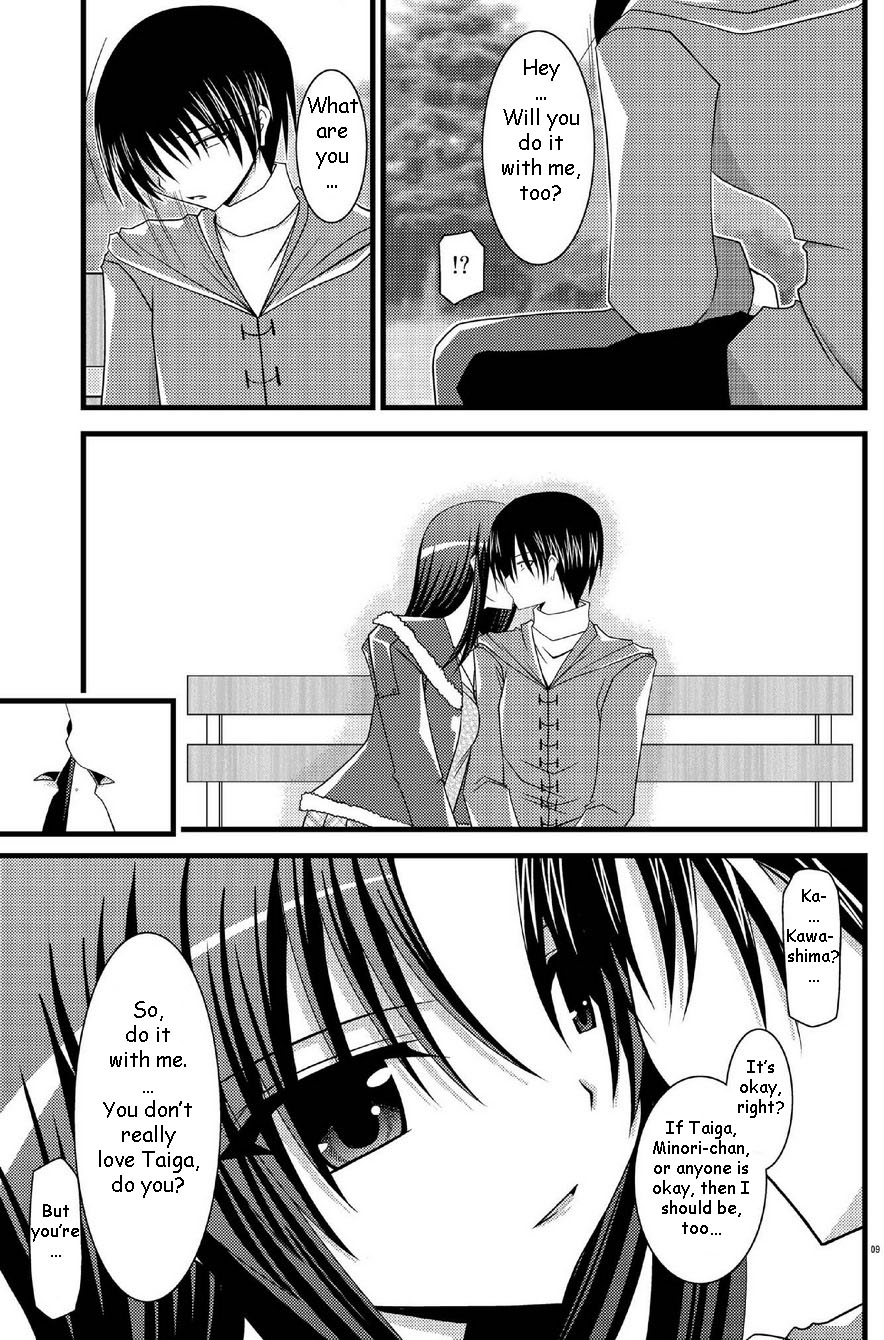 Hey
...
Will you
do it
with me,
too?
!?
What
are
you
...
Ka-
...
Kawa-
shima?
...
It's
okay,
right?
If Taiga,
Minori-chan,
or anyone is
okay, then I
should be,
too...
So,
do it
with me.
...
You don't
really
love Taiga,
do you?
But
you're
...
09